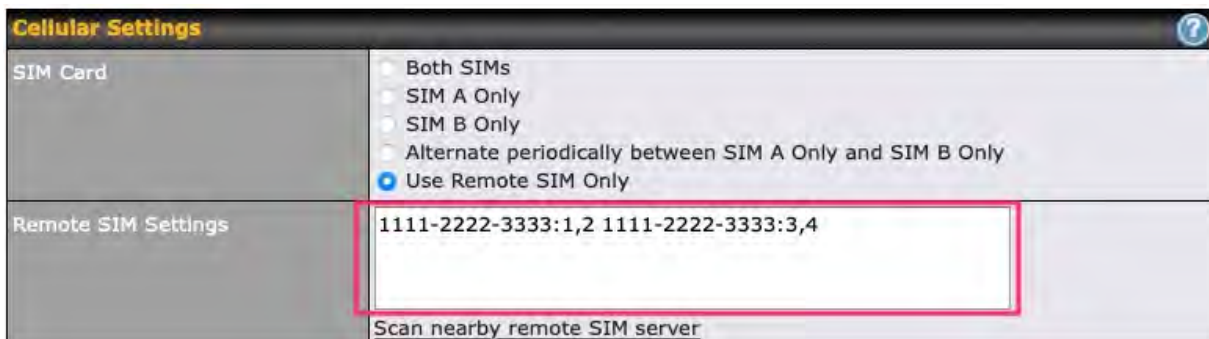 Cellular Settings
?
SIM Card
Both SIMs
SIM A Only
SIM B Only
Alternate periodically between SIM A Only and SIM B Only
Use Remote SIM Only
Remote SIM Settings
1111-2222-3333:1,2 1111-2222-3333:3,4
Scan nearby remote SIM server